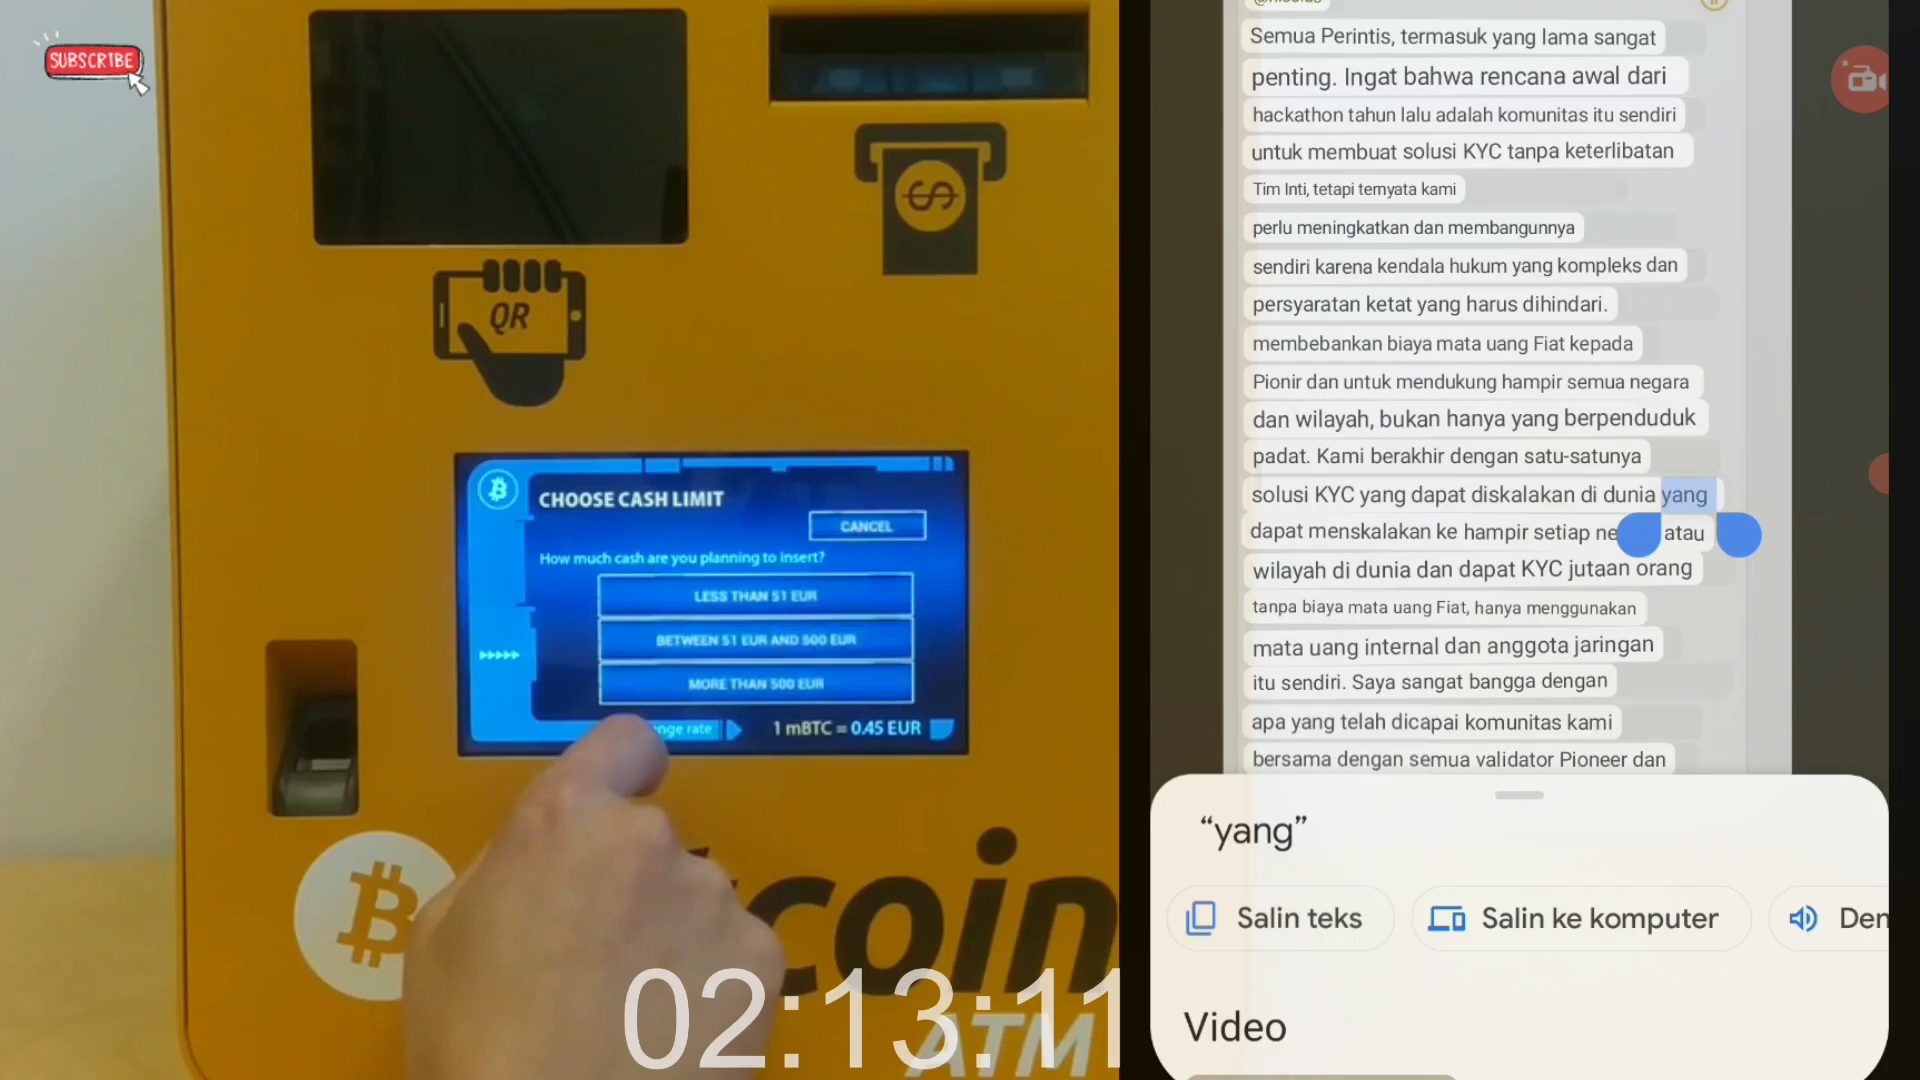 SUBSCRIBE
QR
CHOOSE CASH LIMIT
CANCEL
How much cash are you planning to insert?
LESS THAN 51 EUR
BETWEEN 51 EUR AND 500 EUR
MORE THAN 500 EUR
rate
1 mBTC = 0.45 EUR
coin
ATM
02:13:11
Semua Perintis, termasuk yang lama sangat
penting. Ingat bahwa rencana awal dari
hackathon tahun lalu adalah komunitas itu sendiri
untuk membuat solusi KYC tanpa keterlibatan
Tim Inti, tetapi ternyata kami
perlu meningkatkan dan membangunnya
sendiri karena kendala hukum yang kompleks dan
persyaratan ketat yang harus dihindari.
membebankan biaya mata uang Fiat kepada
Pionir dan untuk mendukung hampir semua negara
dan wilayah, bukan hanya yang berpenduduk
padat. Kami berakhir dengan satu-satunya
solusi KYC yang dapat diskalakan di dunia yang
dapat menskalakan ke hampir setiap ne atau
wilayah di dunia dan dapat KYC jutaan orang
tanpa biaya mata uang Fiat, hanya menggunakan
mata uang internal dan anggota jaringan
itu sendiri. Saya sangat bangga dengan
apa yang telah dicapai komunitas kami
bersama dengan semua validator Pioneer dan
“yang”
Salin teks
Salin ke komputer
Den
Video